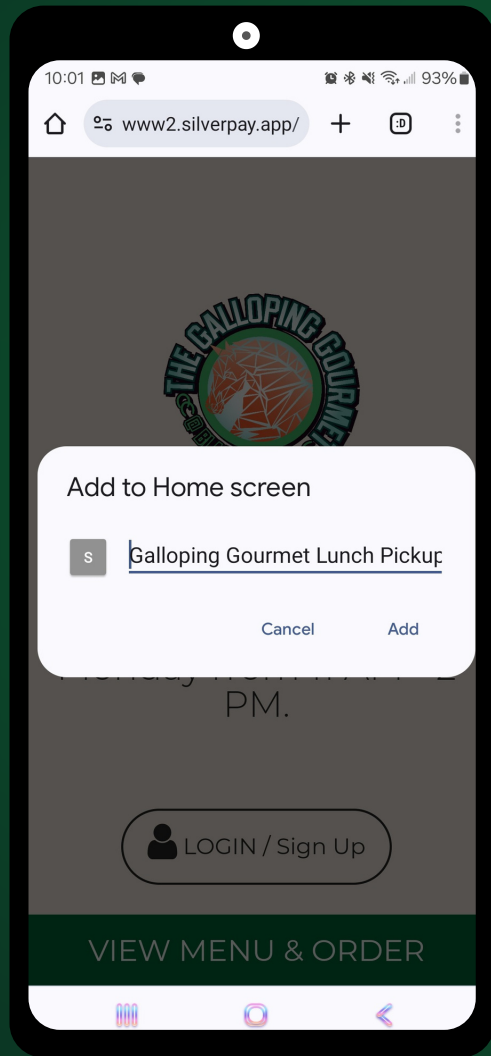 10:01
93%
www2.silverpay.app/
:D
THE GALLOPING GOURMET
Add to Home screen
S
Galloping Gourmet Lunch Pickup
Cancel
Add
PM.
LOGIN / Sign Up
VIEW MENU & ORDER